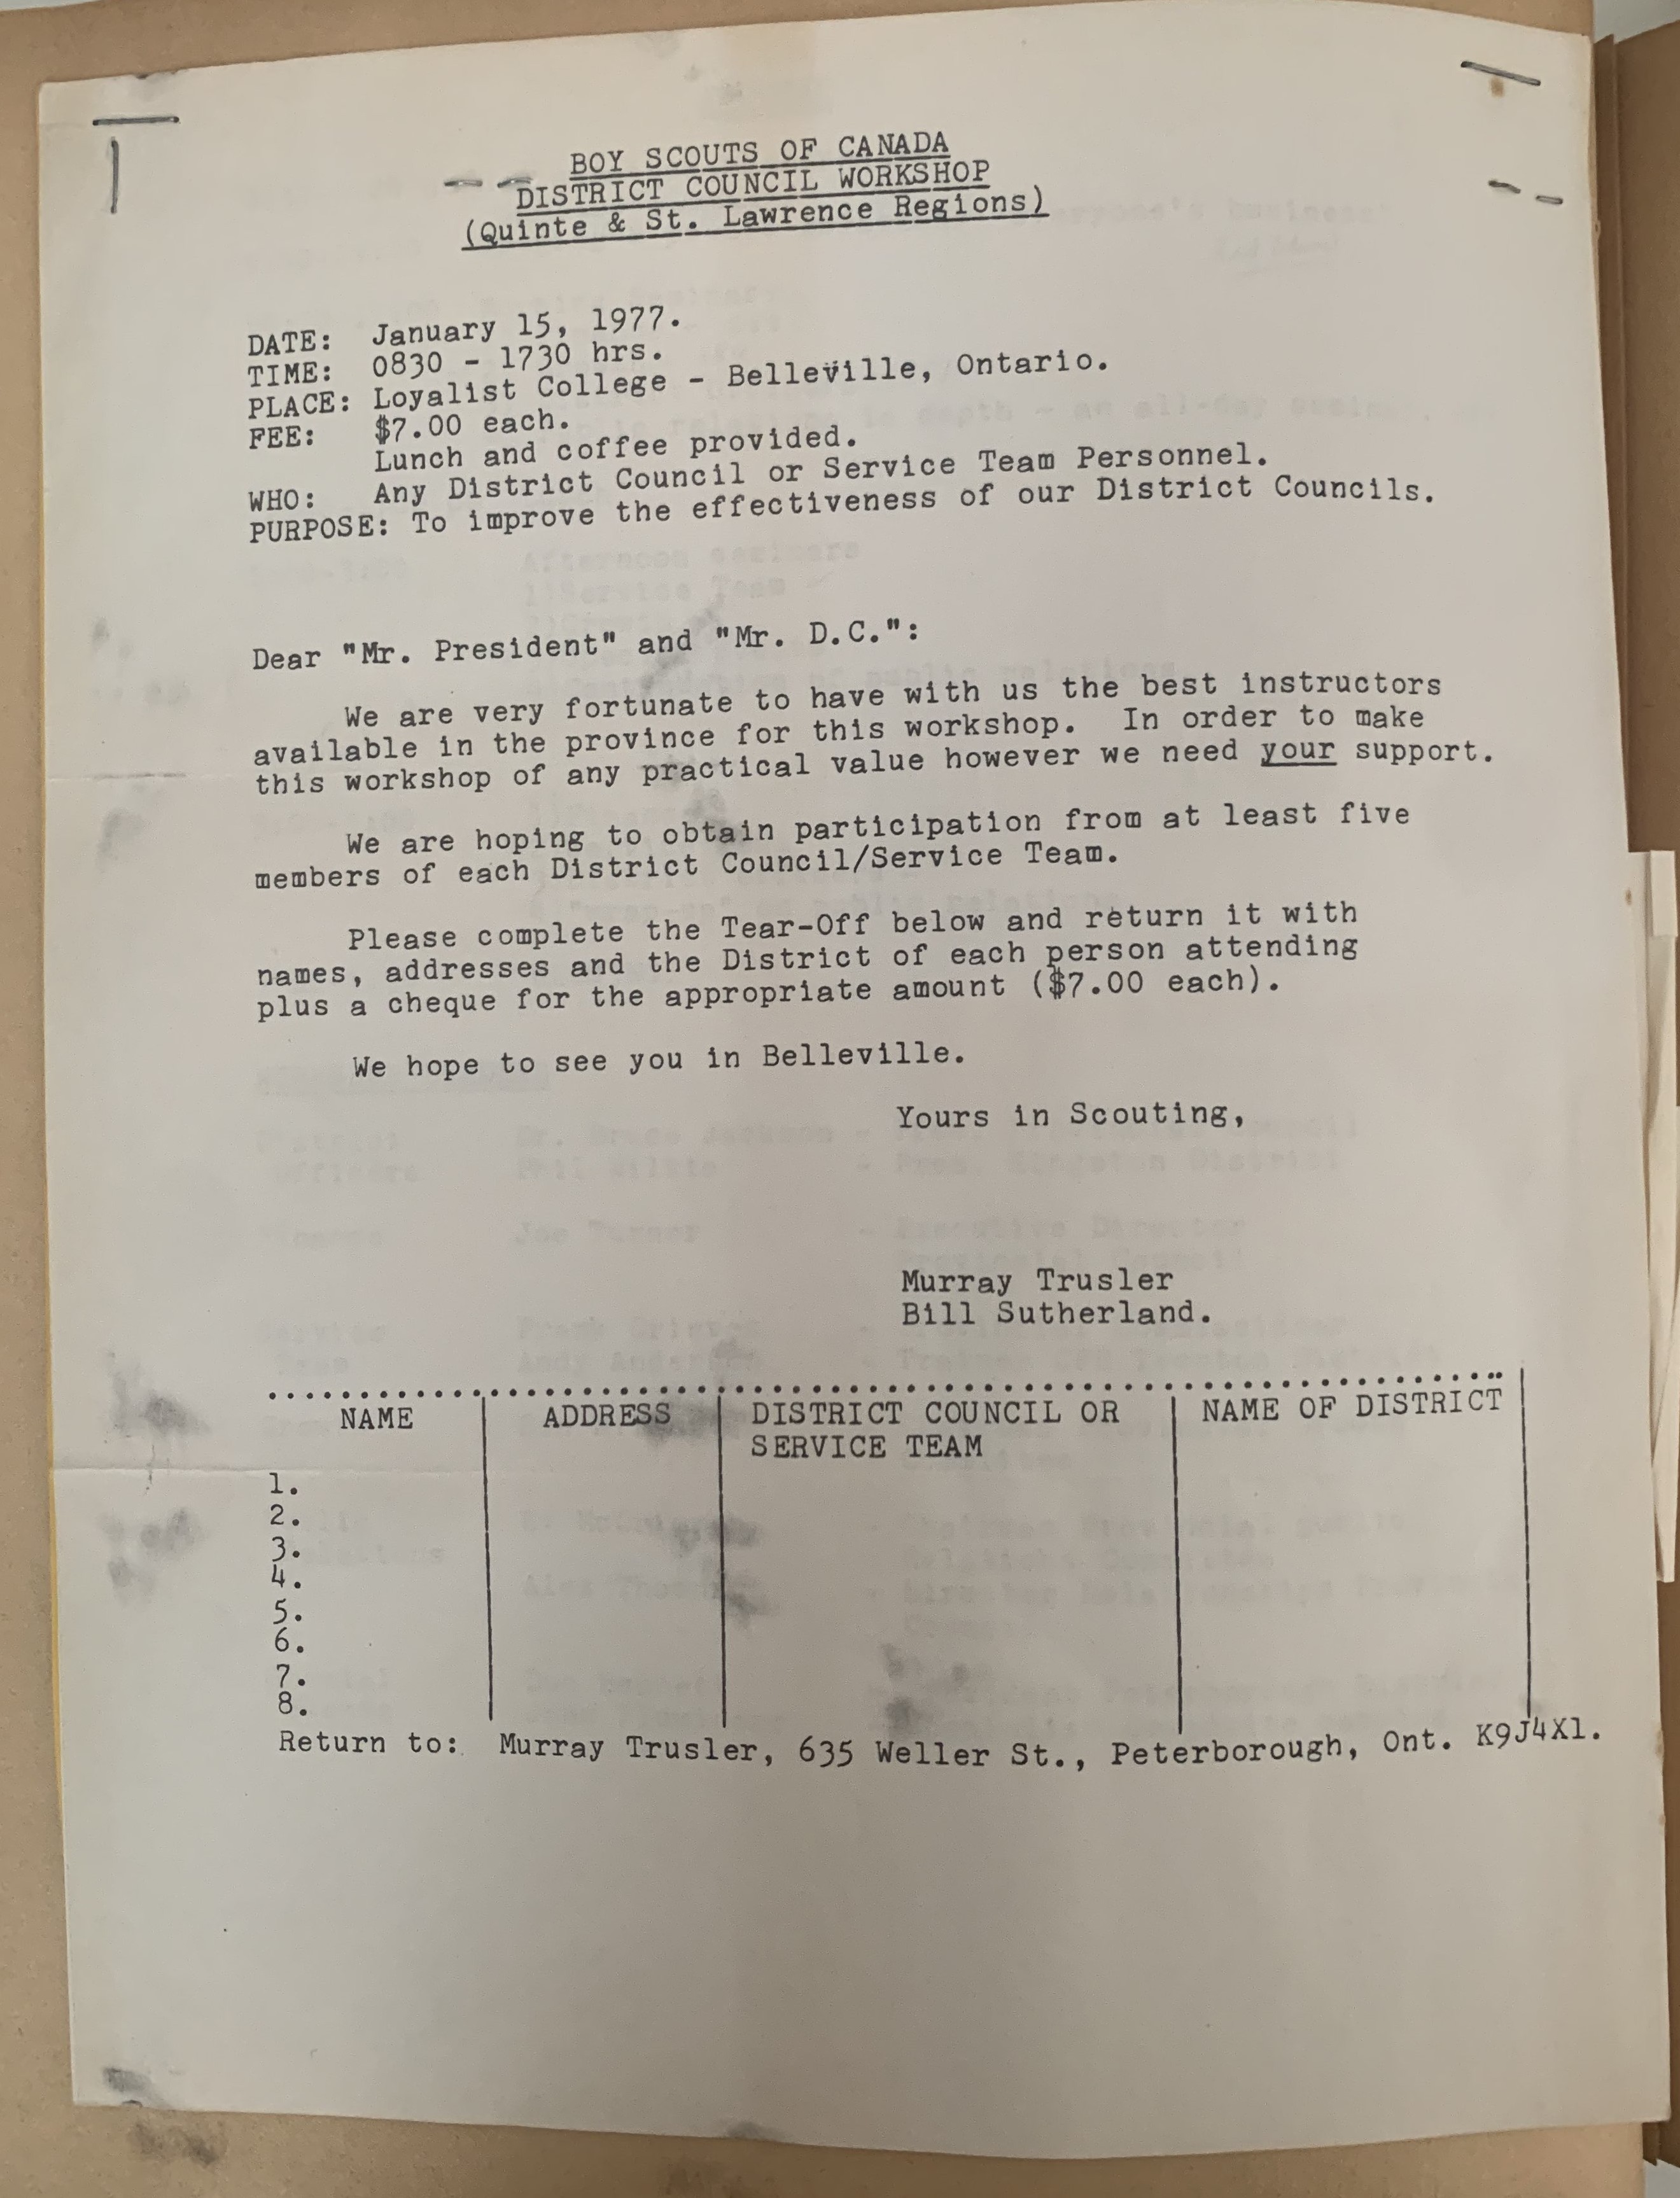 BOY SCOUTS OF CANADA
DISTRICT COUNCIL WORKSHOP
(Quinte & St. Lawrence Regions)
DATE: January 15, 1977.
TIME: 0830 - 1730 hrs.
PLACE: Loyalist College - Belleville, Ontario.
FEE: $7.00 each.
Lunch and coffee provided.
WHO: Any District Council or Service Team Personnel.
PURPOSE: To improve the effectiveness of our District Councils.
Dear "Mr. President" and "Mr. D.C.":
We are very fortunate to have with us the best instructors
available in the province for this workshop. In order to make
this workshop of any practical value however we need your support.
We are hoping to obtain participation from at least five
members of each District Council/Service Team.
Please complete the Tear-Off below and return it with
names, addresses and the District of each person attending
plus a cheque for the appropriate amount ($7.00 each).
We hope to see you in Belleville.
Yours in Scouting,
Murray Trusler
Bill Sutherland.
NAME ADDRESS DISTRICT COUNCIL OR NAME OF DISTRICT
SERVICE TEAM
1.
2.
3.
4.
5.
6.
7.
8.
Return to: Murray Trusler, 635 Weller St., Peterborough, Ont. K9J4X1.